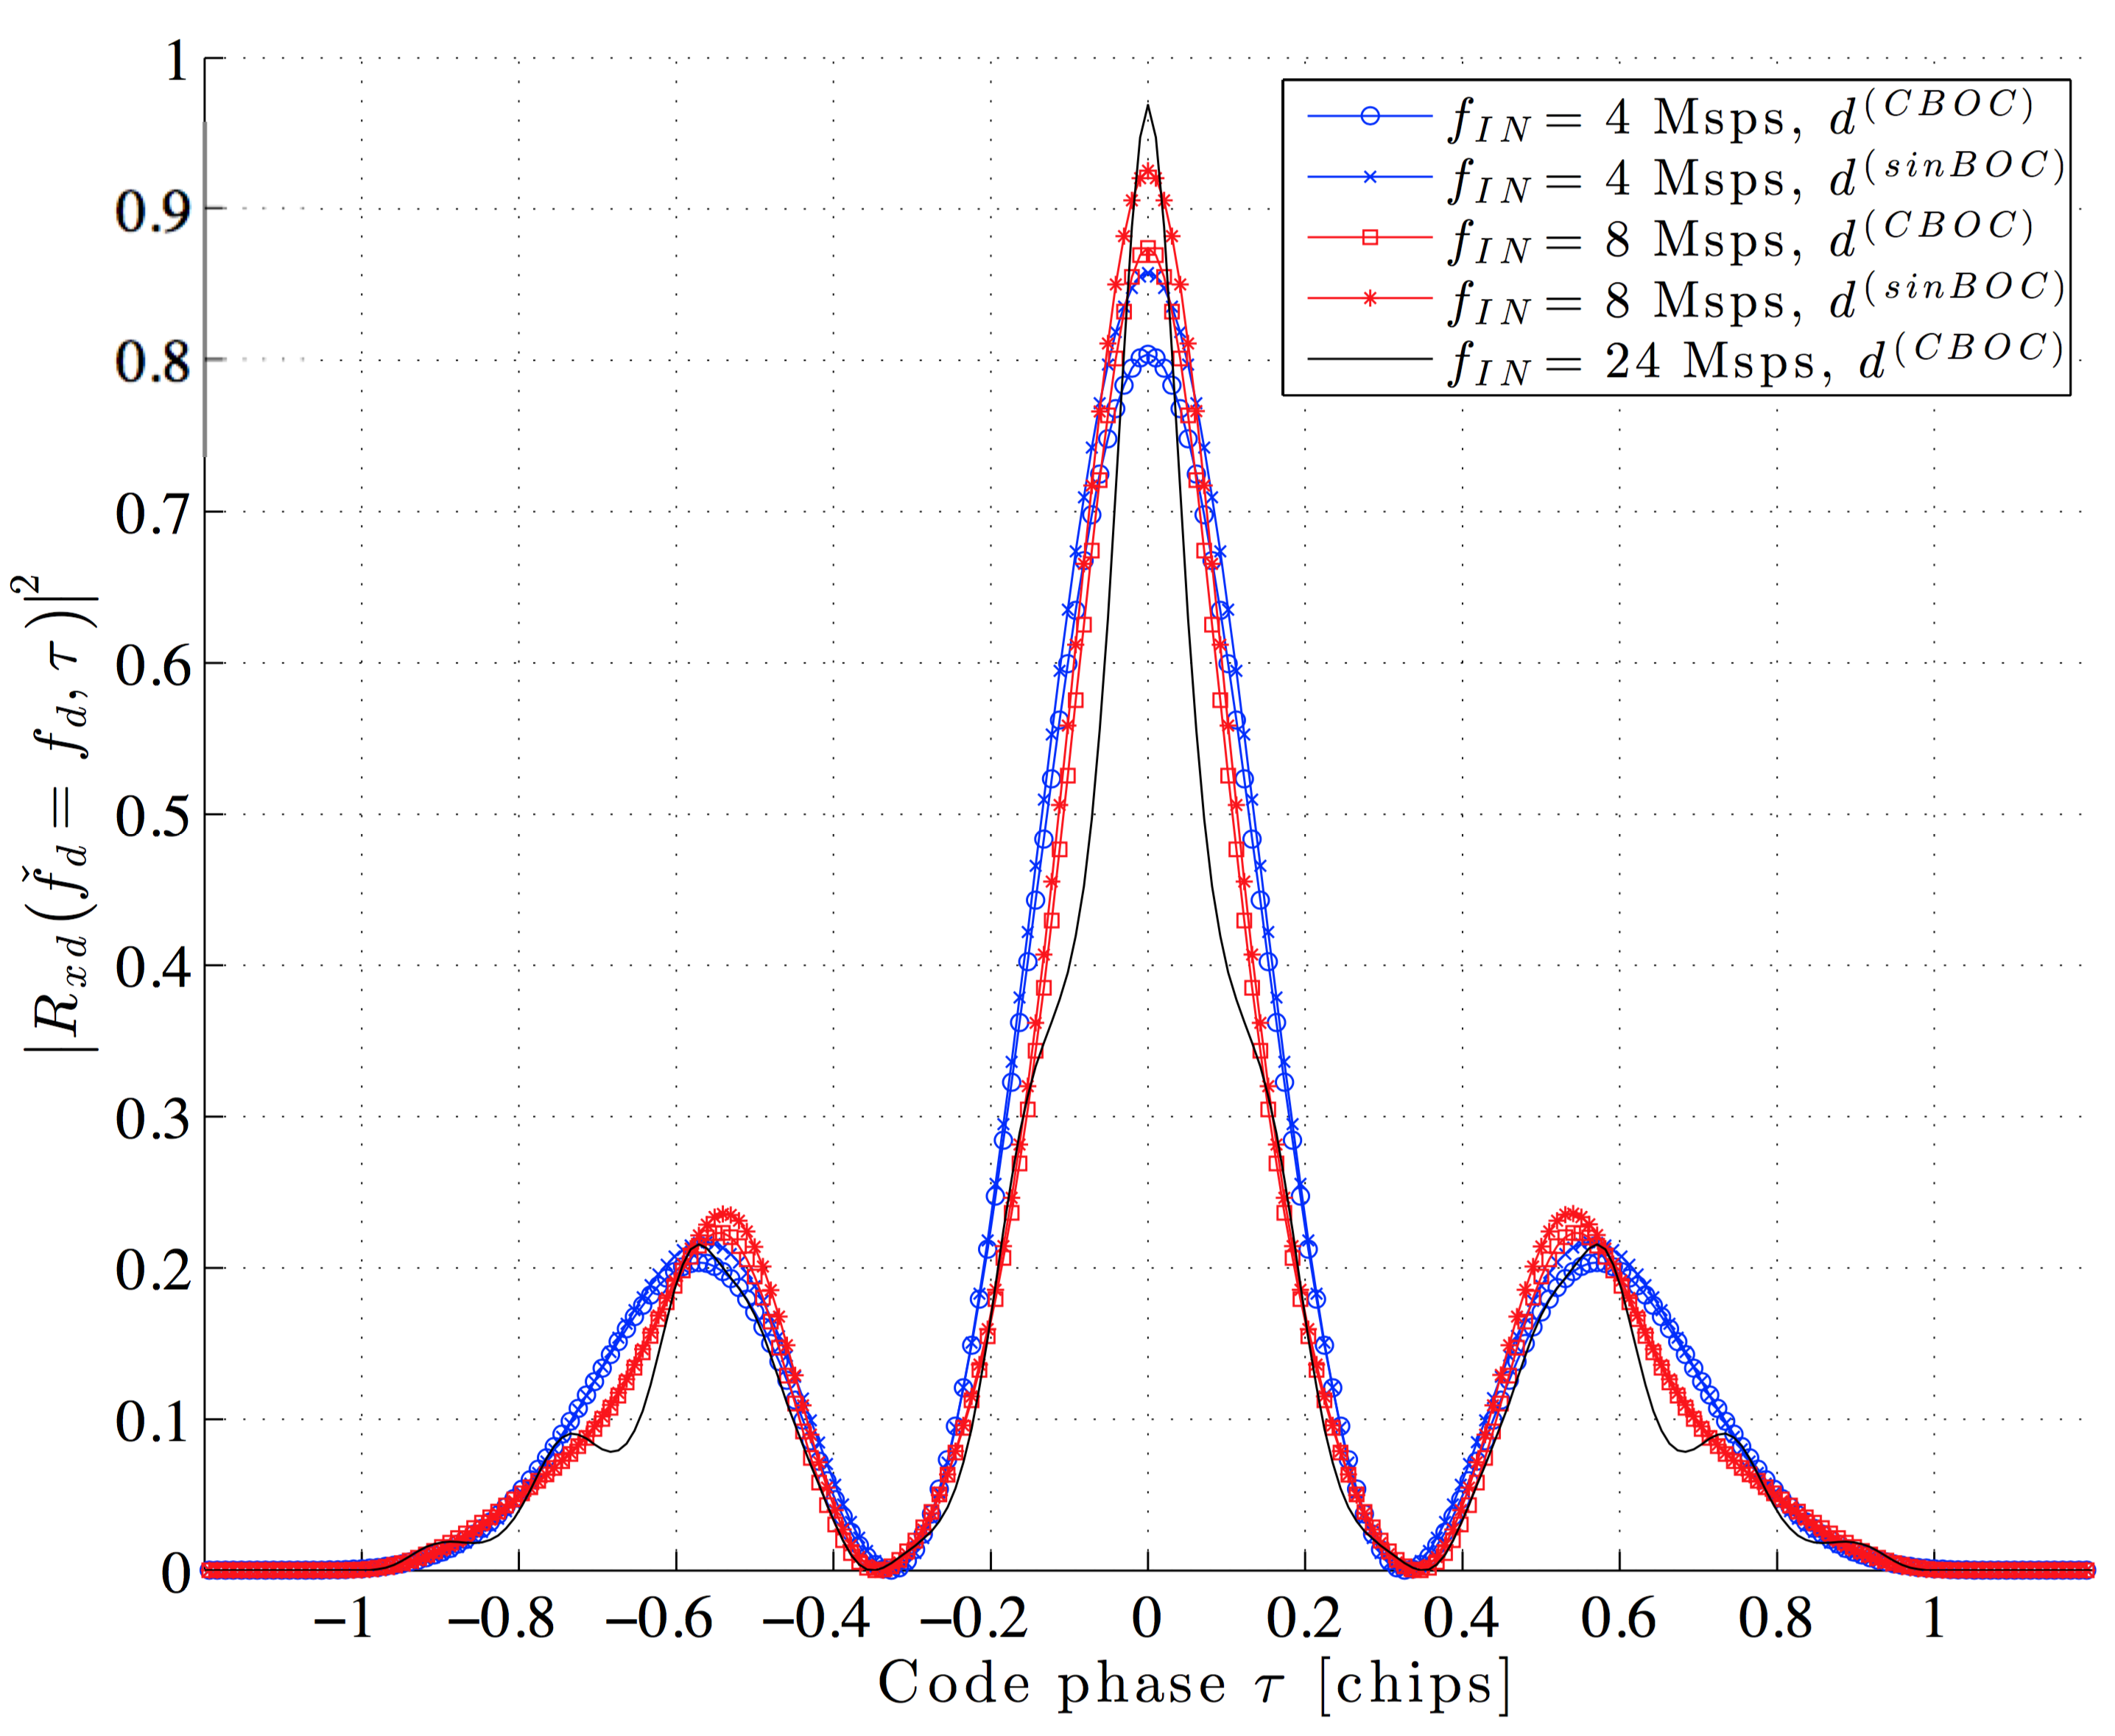 |R_{xd}(f̌_d = f_d, τ)|²
1
0.9
0.8
0.7
0.6
0.5
0.4
0.3
0.2
0.1
0
f_{IN} = 4 Msps, d^{(CBOC)}
f_{IN} = 4 Msps, d^{(sinBOC)}
f_{IN} = 8 Msps, d^{(CBOC)}
f_{IN} = 8 Msps, d^{(sinBOC)}
f_{IN} = 24 Msps, d^{(CBOC)}
−1 −0.8 −0.6 −0.4 −0.2 0 0.2 0.4 0.6 0.8 1
Code phase τ [chips]